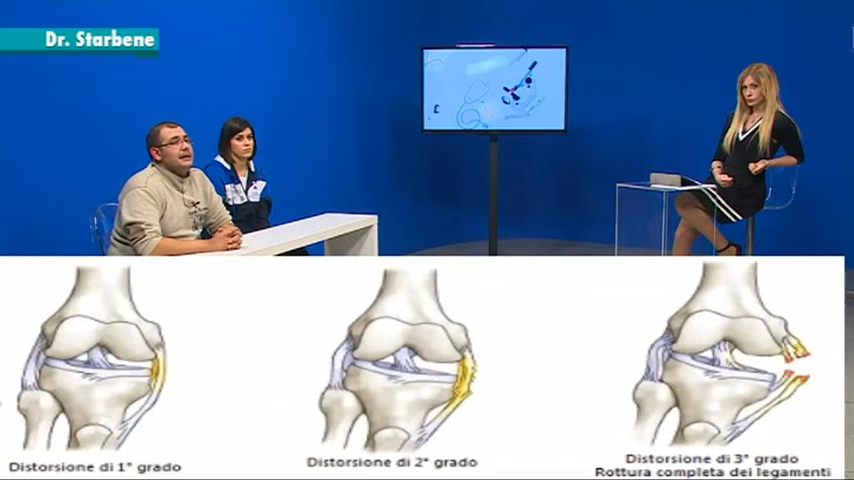 Dr. Starbene
Distorsione di 1° grado
Distorsione di 2° grado
Distorsione di 3° grado
Rottura completa dei legamenti